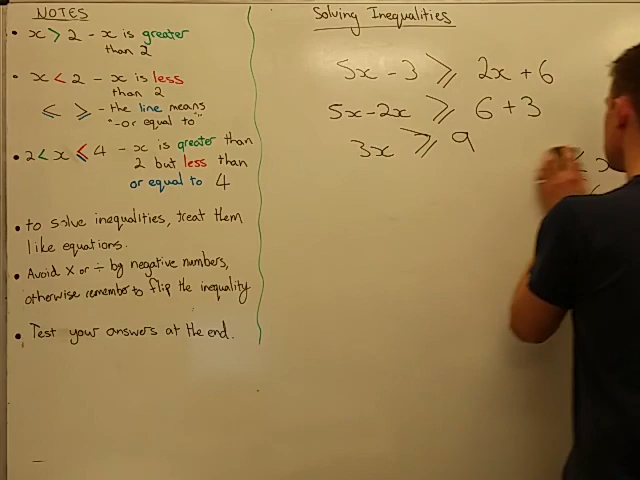 NOTES
• x > 2 - x is greater
than 2
• x < 2 - x is less
than 2
≤ ≥ - the line means
"-or equal to"
• 2 < x ≤ 4 - x is greater than
2 but less than
or equal to 4
• to solve inequalities, treat them
like equations.
• Avoid x or ÷ by negative numbers,
otherwise remember to flip the inequality
• Test your answers at the end.
Solving Inequalities
5x - 3 ≥ 2x + 6
5x - 2x ≥ 6 + 3
3x ≥ 9